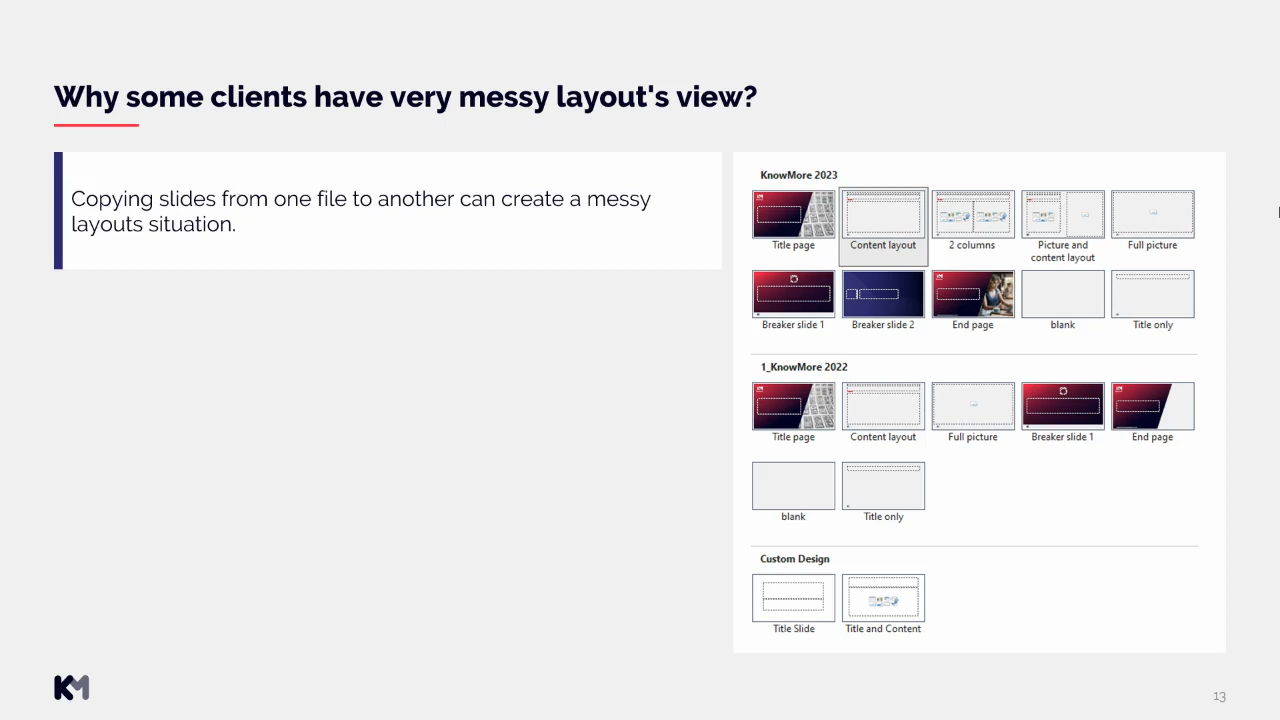 Why some clients have very messy layout's view?
Copying slides from one file to another can create a messy
layouts situation.
KnowMore 2023
Title page
Content layout
2 columns
Picture and
content layout
Full picture
Breaker slide 1
Breaker slide 2
End page
blank
Title only
1_KnowMore 2022
Title page
Content layout
Full picture
Breaker slide 1
End page
blank
Title only
Custom Design
Title Slide
Title and Content
KM
13